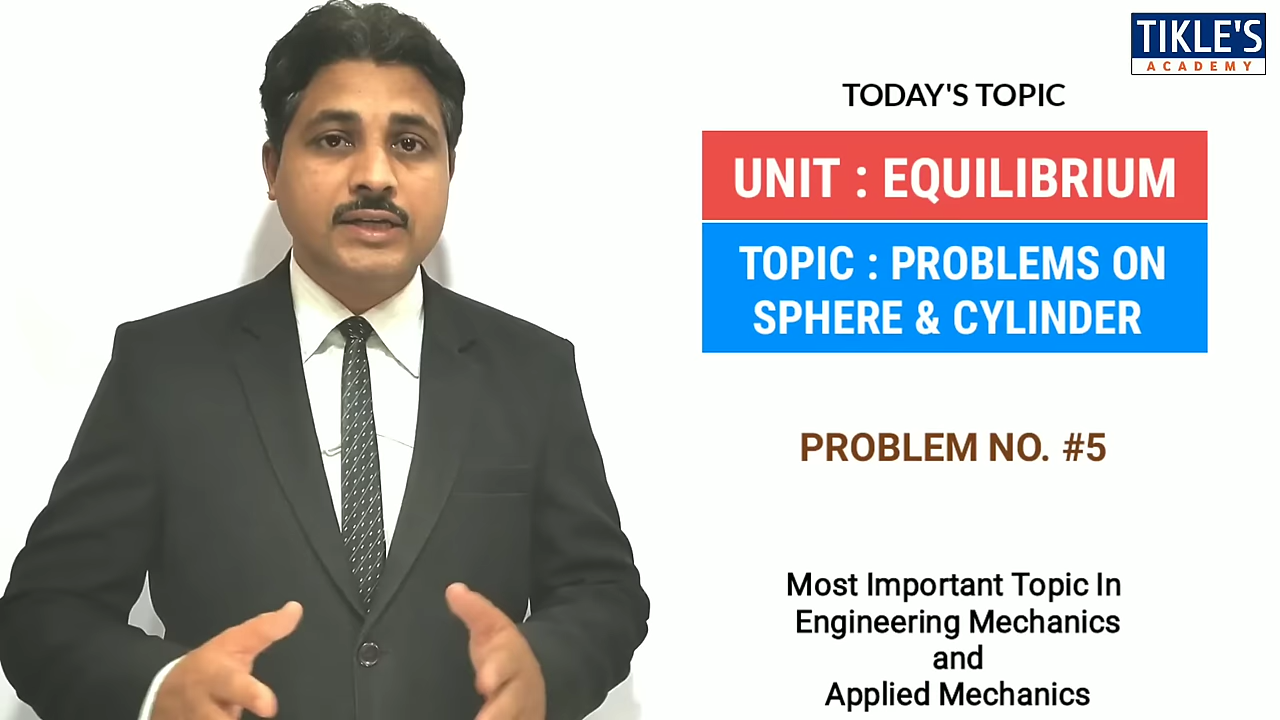 TIKLE'S
ACADEMY
TODAY'S TOPIC
UNIT : EQUILIBRIUM
TOPIC : PROBLEMS ON
SPHERE & CYLINDER
PROBLEM NO. #5
Most Important Topic In
Engineering Mechanics
and
Applied Mechanics